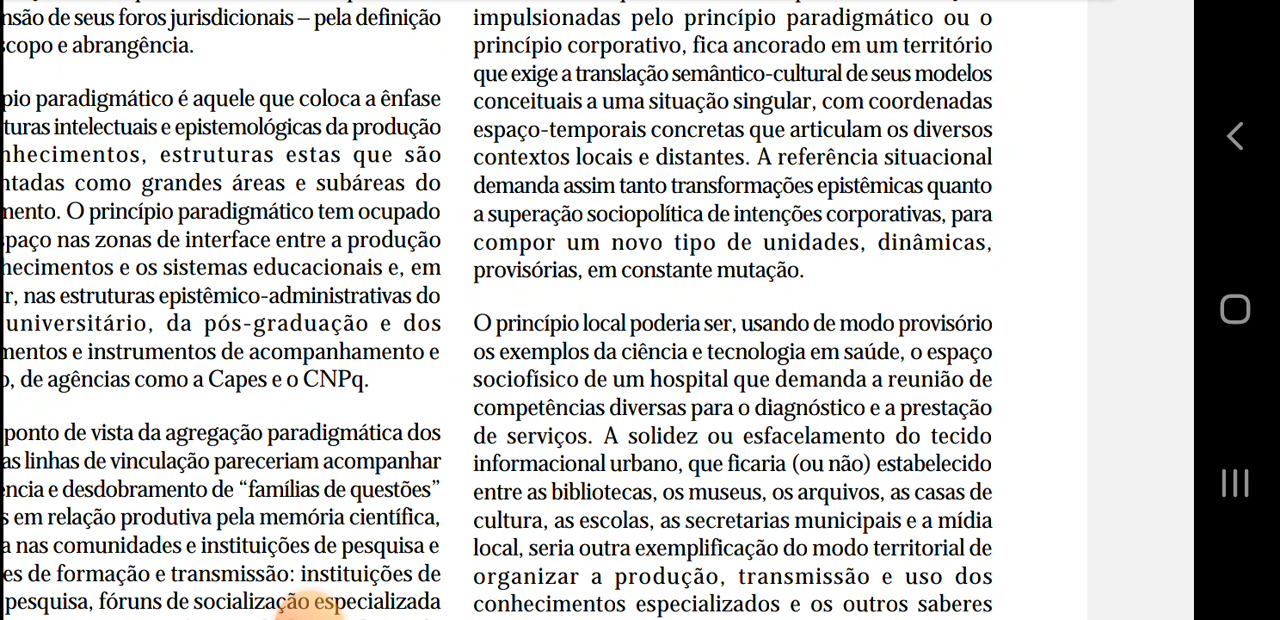 são de seus foros jurisdicionais – pela definição
escopo e abrangência.
pio paradigmático é aquele que coloca a ênfase
turas intelectuais e epistemológicas da produção
nhecimentos, estruturas estas que são
ntadas como grandes áreas e subáreas do
mento. O princípio paradigmático tem ocupado
paço nas zonas de interface entre a produção
hecimentos e os sistemas educacionais e, em
r, nas estruturas epistêmico-administrativas do
universitário, da pós-graduação e dos
mentos e instrumentos de acompanhamento e
o, de agências como a Capes e o CNPq.
ponto de vista da agregação paradigmática dos
as linhas de vinculação pareceriam acompanhar
ência e desdobramento de “famílias de questões”
s em relação produtiva pela memória científica,
a nas comunidades e instituições de pesquisa e
es de formação e transmissão: instituições de
pesquisa, fóruns de socialização especializada
impulsionadas pelo princípio paradigmático ou o
princípio corporativo, fica ancorado em um território
que exige a translação semântico-cultural de seus modelos
conceituais a uma situação singular, com coordenadas
espaço-temporais concretas que articulam os diversos
contextos locais e distantes. A referência situacional
demanda assim tanto transformações epistêmicas quanto
a superação sociopolítica de intenções corporativas, para
compor um novo tipo de unidades, dinâmicas,
provisórias, em constante mutação.
O princípio local poderia ser, usando de modo provisório
os exemplos da ciência e tecnologia em saúde, o espaço
sociofísico de um hospital que demanda a reunião de
competências diversas para o diagnóstico e a prestação
de serviços. A solidez ou esfacelamento do tecido
informacional urbano, que ficaria (ou não) estabelecido
entre as bibliotecas, os museus, os arquivos, as casas de
cultura, as escolas, as secretarias municipais e a mídia
local, seria outra exemplificação do modo territorial de
organizar a produção, transmissão e uso dos
conhecimentos especializados e os outros saberes